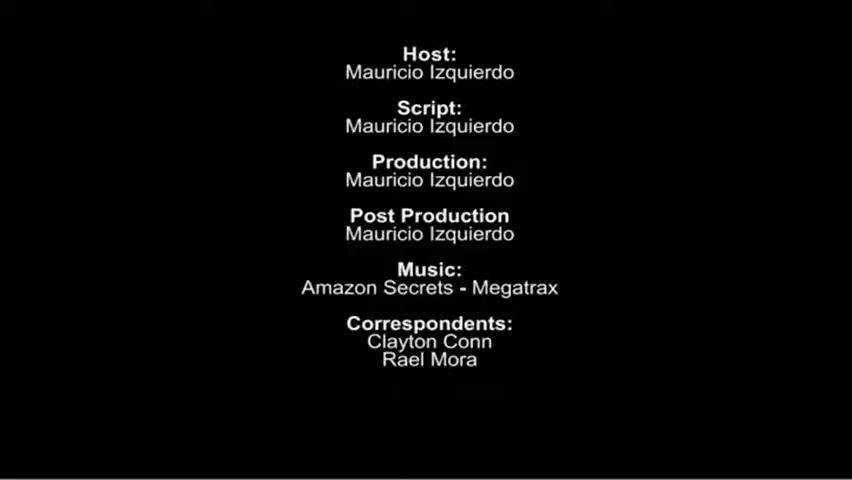 Host:
Mauricio Izquierdo
Script:
Mauricio Izquierdo
Production:
Mauricio Izquierdo
Post Production
Mauricio Izquierdo
Music:
Amazon Secrets - Megatrax
Correspondents:
Clayton Conn
Rael Mora